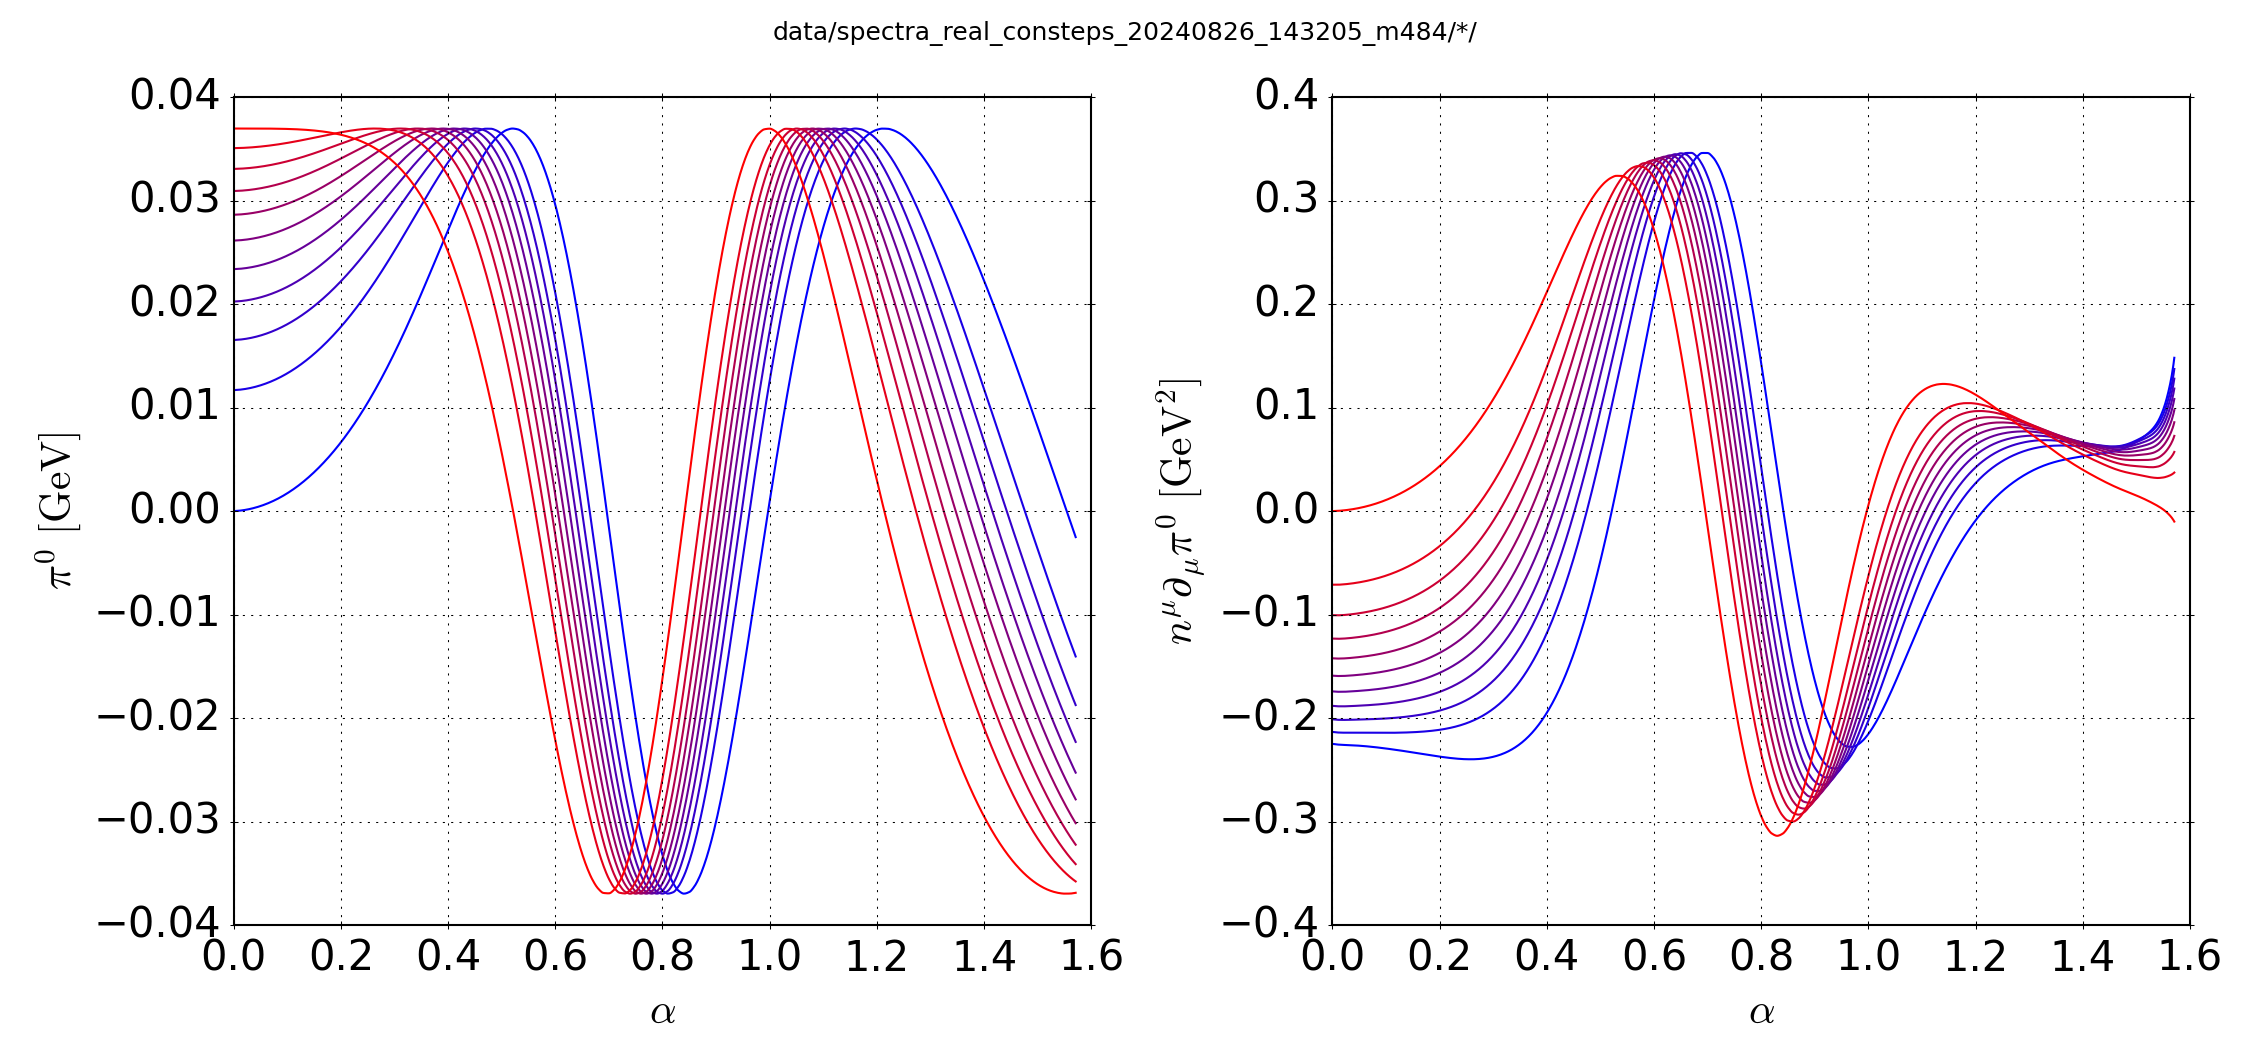 data/spectra_real_consteps_20240826_143205_m484/*/
0.04
0.03
0.02
0.01
0.00
−0.01
−0.02
−0.03
−0.04
π⁰ [GeV]
0.0 0.2 0.4 0.6 0.8 1.0 1.2 1.4 1.6
α
0.4
0.3
0.2
0.1
0.0
−0.1
−0.2
−0.3
−0.4
n^μ ∂_μ π⁰ [GeV²]
0.0 0.2 0.4 0.6 0.8 1.0 1.2 1.4 1.6
α